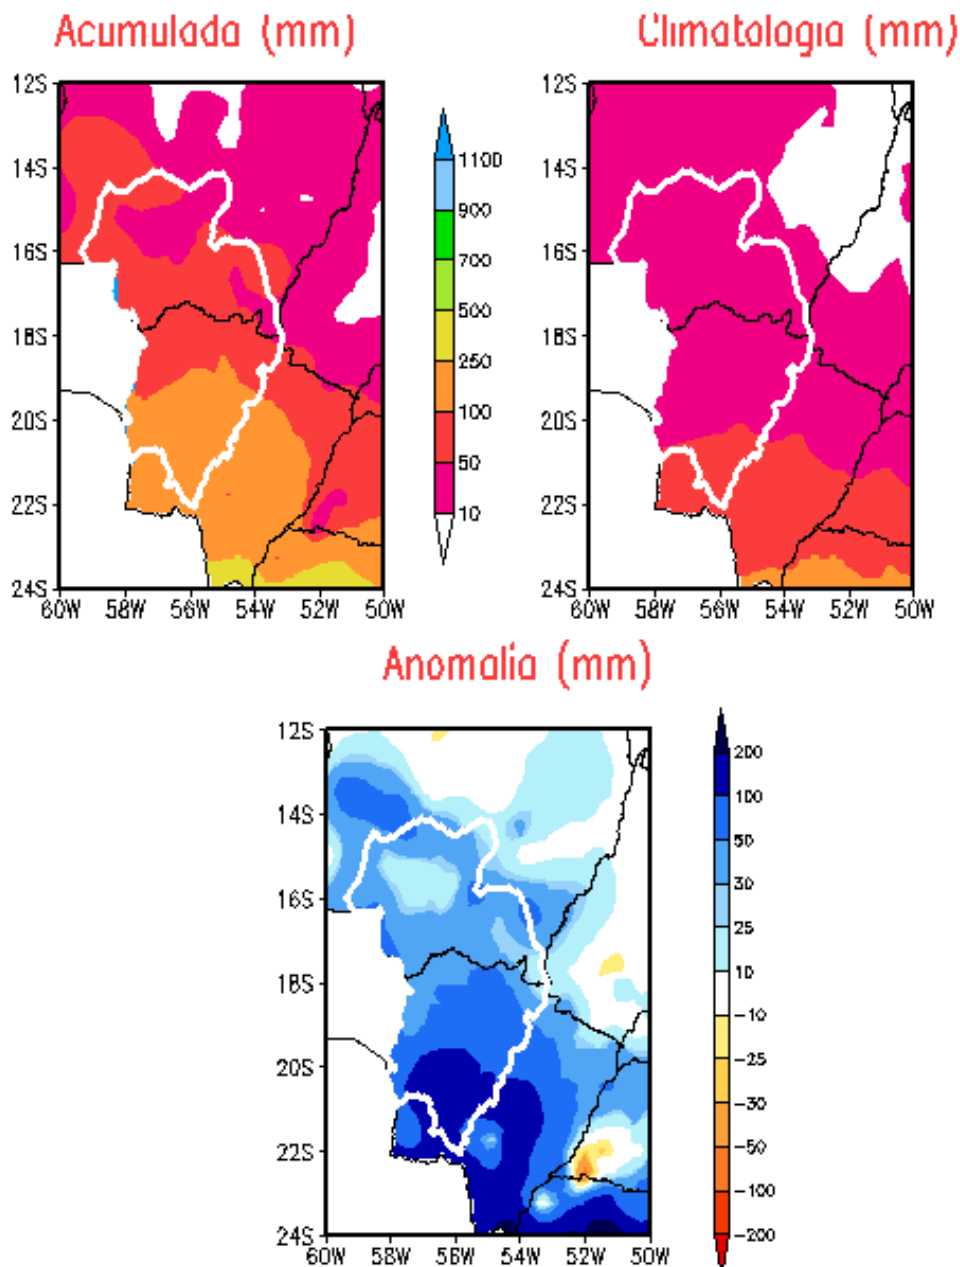 Acumulada (mm)
Climatologia (mm)
12S
14S
16S
18S
20S
22S
24S
60W 58W 56W 54W 52W 50W
1100
900
700
500
250
100
50
10
12S
14S
16S
18S
20S
22S
24S
60W 58W 56W 54W 52W 50W
Anomalia (mm)
12S
14S
16S
18S
20S
22S
24S
60W 58W 56W 54W 52W 50W
200
100
50
30
25
10
-10
-25
-30
-50
-100
-200